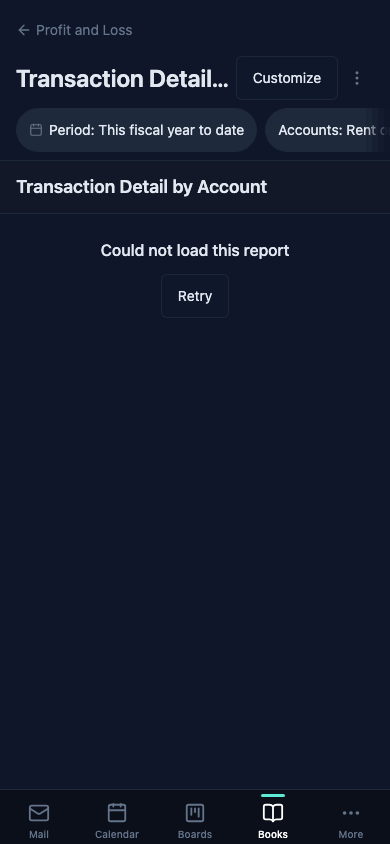 Profit and Loss
Transaction Detail...
Customize
Period: This fiscal year to date
Accounts: Rent
Transaction Detail by Account
Could not load this report
Retry
Mail
Calendar
Boards
Books
More